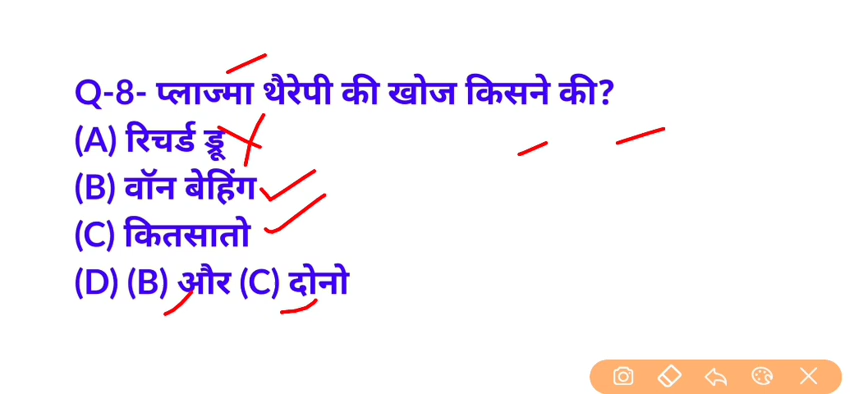 Q-8- प्लाज्मा थैरेपी की खोज किसने की?
(A) रिचर्ड ड्रू
(B) वॉन बेहिंग
(C) कितसातो
(D) (B) और (C) दोनो